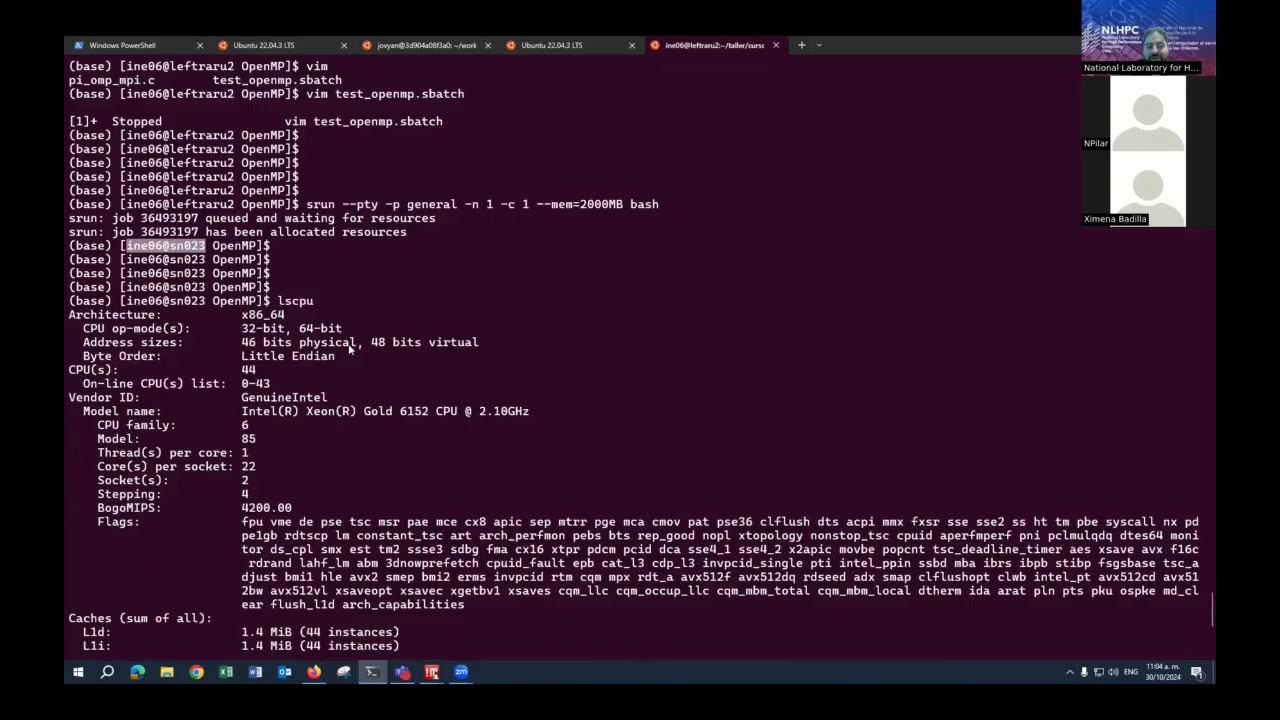 Windows PowerShell
Ubuntu 22.04.3 LTS
jovyan@3d904a08f3a0: ~/work
Ubuntu 22.04.3 LTS
ine06@leftraru2:~/taller/curso
(base) [ine06@leftraru2 OpenMP]$ vim
pi_omp_mpi.c        test_openmp.sbatch
(base) [ine06@leftraru2 OpenMP]$ vim test_openmp.sbatch
[1]+  Stopped                 vim test_openmp.sbatch
(base) [ine06@leftraru2 OpenMP]$
(base) [ine06@leftraru2 OpenMP]$
(base) [ine06@leftraru2 OpenMP]$
(base) [ine06@leftraru2 OpenMP]$
(base) [ine06@leftraru2 OpenMP]$
(base) [ine06@leftraru2 OpenMP]$ srun --pty -p general -n 1 -c 1 --mem=2000MB bash
srun: job 36493197 queued and waiting for resources
srun: job 36493197 has been allocated resources
(base) [ine06@sn023 OpenMP]$
(base) [ine06@sn023 OpenMP]$
(base) [ine06@sn023 OpenMP]$
(base) [ine06@sn023 OpenMP]$
(base) [ine06@sn023 OpenMP]$ lscpu
Architecture:           x86_64
CPU op-mode(s):       32-bit, 64-bit
Address sizes:        46 bits physical, 48 bits virtual
Byte Order:           Little Endian
CPU(s):                 44
On-line CPU(s) list:  0-43
Vendor ID:              GenuineIntel
Model name:           Intel(R) Xeon(R) Gold 6152 CPU @ 2.10GHz
CPU family:         6
Model:              85
Thread(s) per core: 1
Core(s) per socket: 22
Socket(s):          2
Stepping:           4
BogoMIPS:           4200.00
Flags:              fpu vme de pse tsc msr pae mce cx8 apic sep mtrr pge mca cmov pat pse36 clflush dts acpi mmx fxsr sse sse2 ss ht tm pbe syscall nx pd
pe1gb rdtscp lm constant_tsc art arch_perfmon pebs bts rep_good nopl xtopology nonstop_tsc cpuid aperfmperf pni pclmulqdq dtes64 moni
tor ds_cpl smx est tm2 ssse3 sdbg fma cx16 xtpr pdcm pcid dca sse4_1 sse4_2 x2apic movbe popcnt tsc_deadline_timer aes xsave avx f16c
rdrand lahf_lm abm 3dnowprefetch cpuid_fault epb cat_l3 cdp_l3 invpcid_single pti intel_ppin ssbd mba ibrs ibpb stibp fsgsbase tsc_a
djust bmi1 hle avx2 smep bmi2 erms invpcid rtm cqm mpx rdt_a avx512f avx512dq rdseed adx smap clflushopt clwb intel_pt avx512cd avx51
2bw avx512vl xsaveopt xsavec xgetbv1 xsaves cqm_llc cqm_occup_llc cqm_mbm_total cqm_mbm_local dtherm ida arat pln pts pku ospke md_cl
ear flush_l1d arch_capabilities
Caches (sum of all):
L1d:                  1.4 MiB (44 instances)
L1i:                  1.4 MiB (44 instances)
NLHPC
National Laboratory for H...
NPilar
Ximena Badilla
ENG
11:04 a. m.
30/10/2024